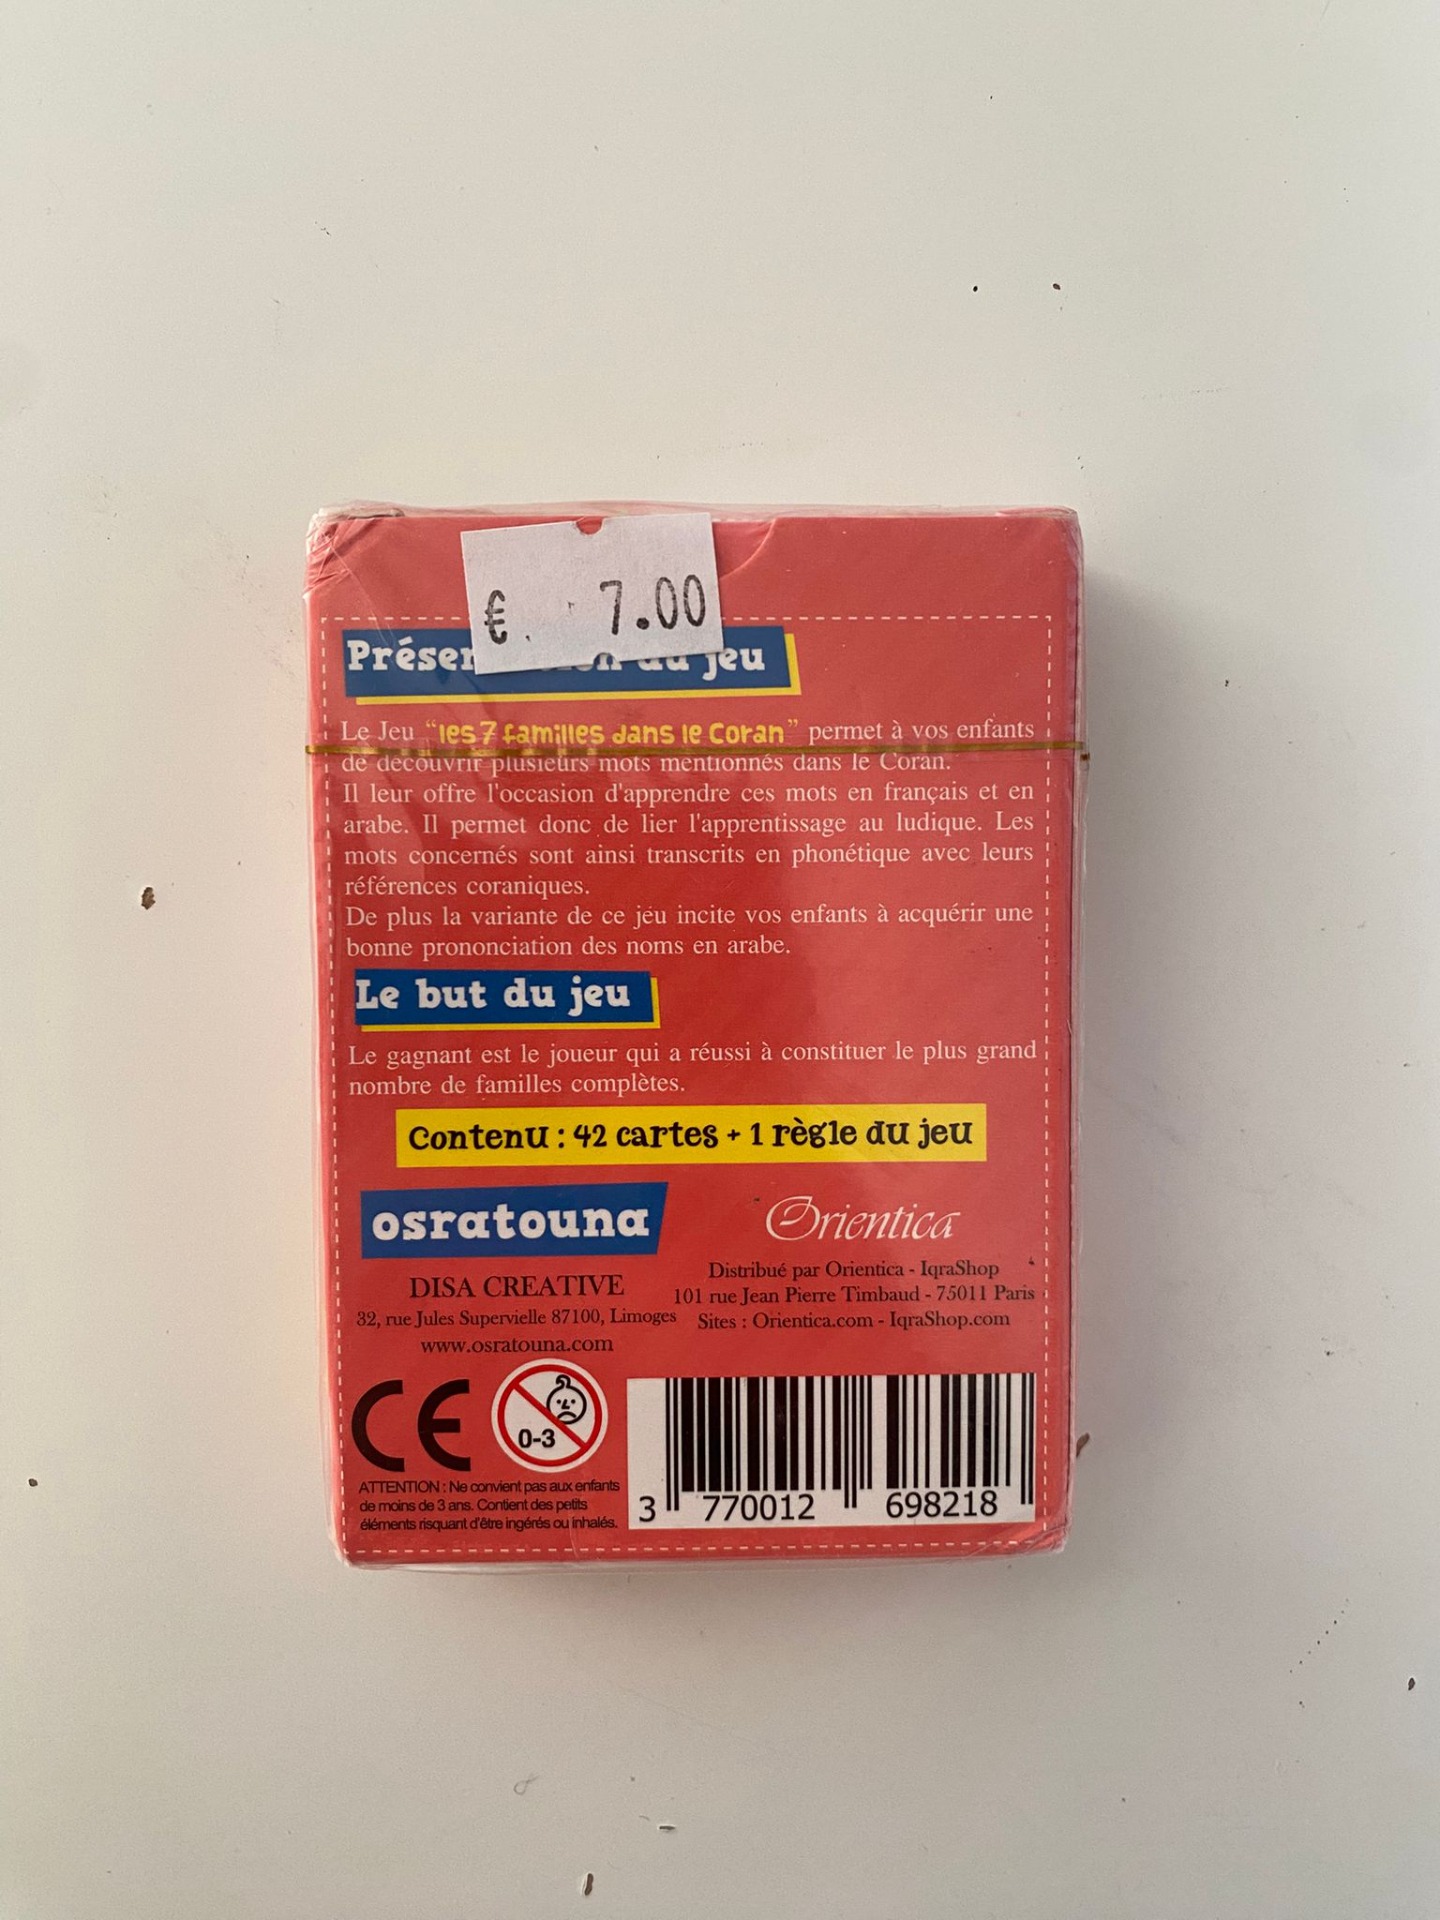 € 7.00
du jeu
Le Jeu "les 7 familles dans le Coran" permet à vos enfants
de découvrir plusieurs mots mentionnés dans le Coran.
Il leur offre l'occasion d'apprendre ces mots en français et en
arabe. Il permet donc de lier l'apprentissage au ludique. Les
mots concernés sont ainsi transcrits en phonétique avec leurs
références coraniques.
De plus la variante de ce jeu incite vos enfants à acquérir une
bonne prononciation des noms en arabe.
Le but du jeu
Le gagnant est le joueur qui a réussi à constituer le plus grand
nombre de familles complètes.
Contenu : 42 cartes + 1 règle du jeu
osratouna
DISA CREATIVE
32, rue Jules Supervielle 87100, Limoges
www.osratouna.com
Orientica
Distribué par Orientica - IqraShop
101 rue Jean Pierre Timbaud - 75011 Paris
Sites : Orientica.com - IqraShop.com
CE
0-3
ATTENTION : Ne convient pas aux enfants
de moins de 3 ans. Contient des petits
éléments risquant d'être ingérés ou inhalés.
3 770012 698218